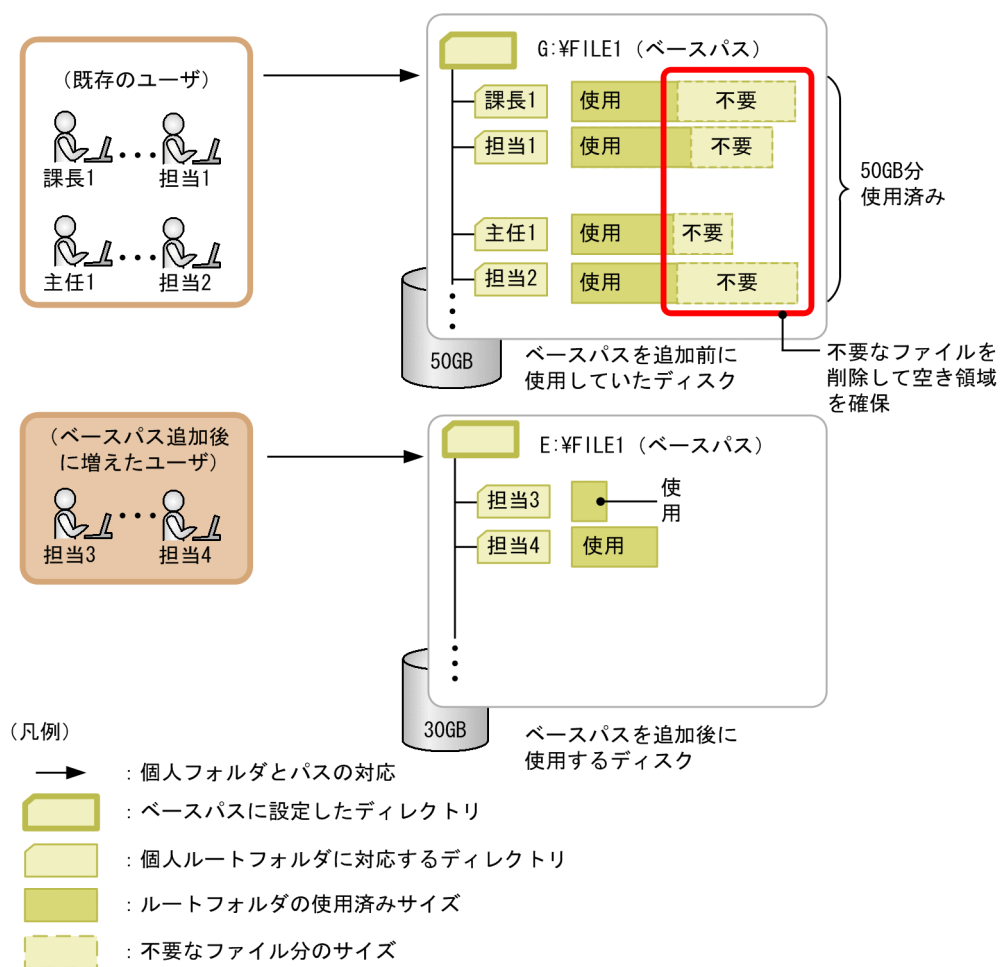 (既存のユーザ)
課長1
担当1
主任1
担当2
G:¥FILE1(ベースパス)
課長1
使用
不要
担当1
使用
不要
主任1
使用
不要
担当2
使用
不要
50GB分
使用済み
50GB
ベースパスを追加前に
使用していたディスク
不要なファイルを
削除して空き領域
を確保
(ベースパス追加後
に増えたユーザ)
担当3
担当4
E:¥FILE1(ベースパス)
担当3
使
用
担当4
使用
30GB
ベースパスを追加後に
使用するディスク
(凡例)
:個人フォルダとパスの対応
:ベースパスに設定したディレクトリ
:個人ルートフォルダに対応するディレクトリ
:ルートフォルダの使用済みサイズ
:不要なファイル分のサイズ